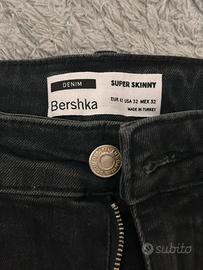 DENIM
Bershka
SUPER SKINNY
EUR 42 USA 32 MEX 32
MADE IN TURKEY
subito